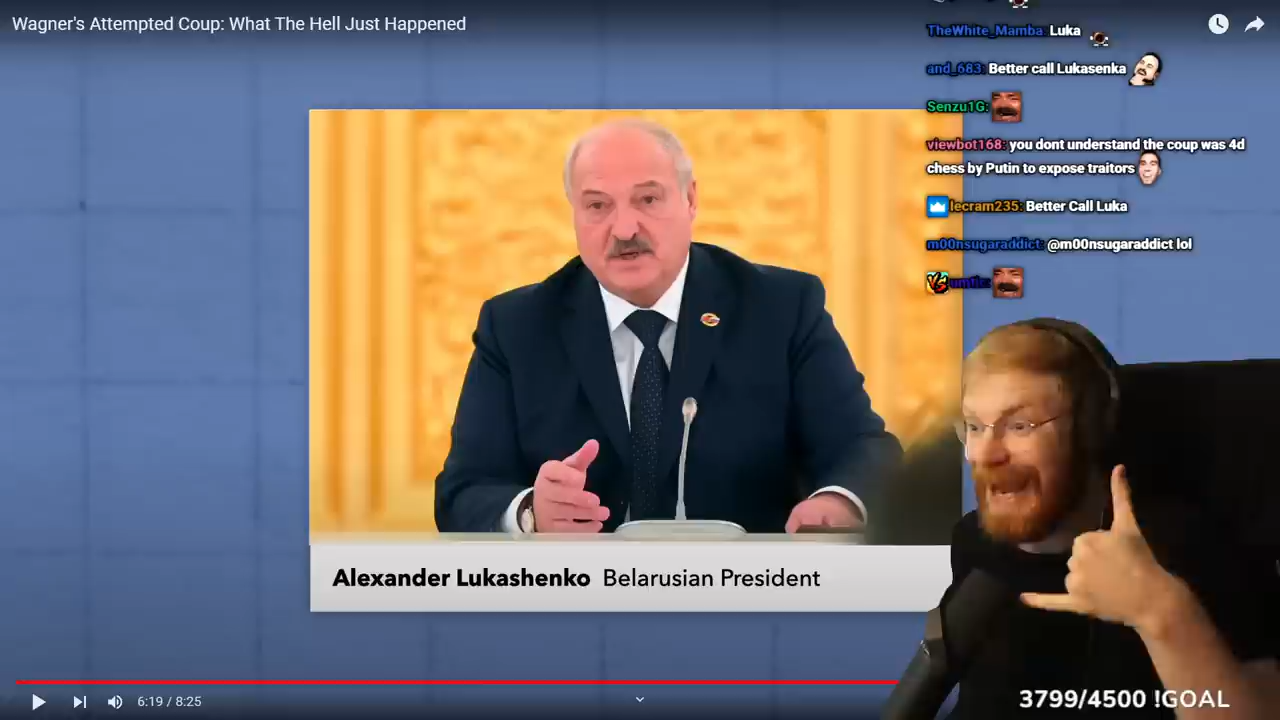 Wagner's Attempted Coup: What The Hell Just Happened
TheWhite_Mamba: Luka
and_683: Better call Lukasenka
Senzu1G:
viewbot168: you dont understand the coup was 4d
chess by Putin to expose traitors
lecram235: Better Call Luka
m00nsugaraddict: @m00nsugaraddict lol
umtic:
Alexander Lukashenko Belarusian President
6:19 / 8:25
3799/4500 !GOAL